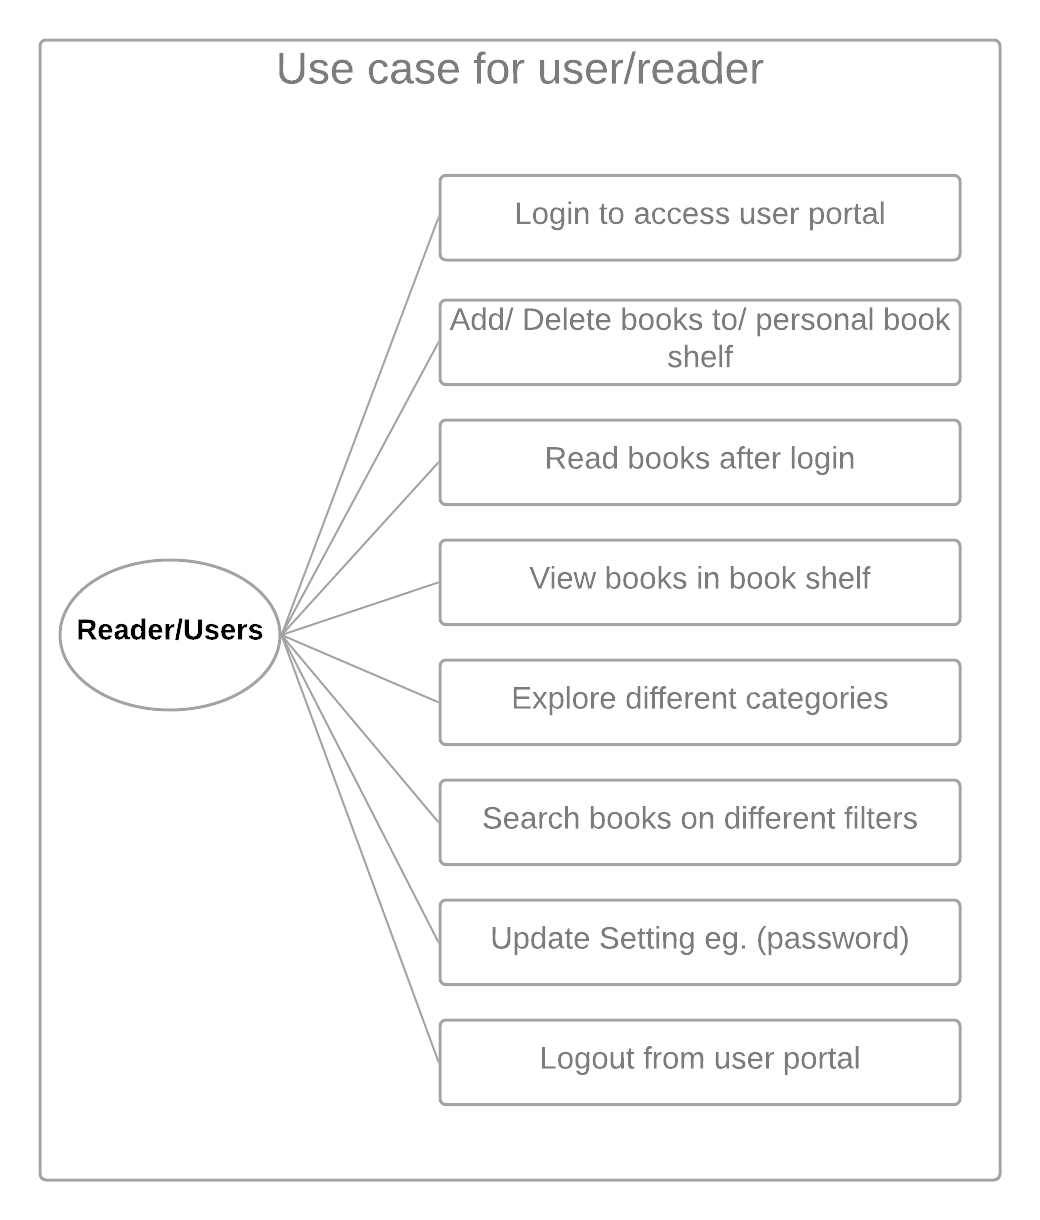 Use case for user/reader
Login to access user portal
Add/ Delete books to/ personal book
shelf
Read books after login
View books in book shelf
Reader/Users
Explore different categories
Search books on different filters
Update Setting eg. (password)
Logout from user portal